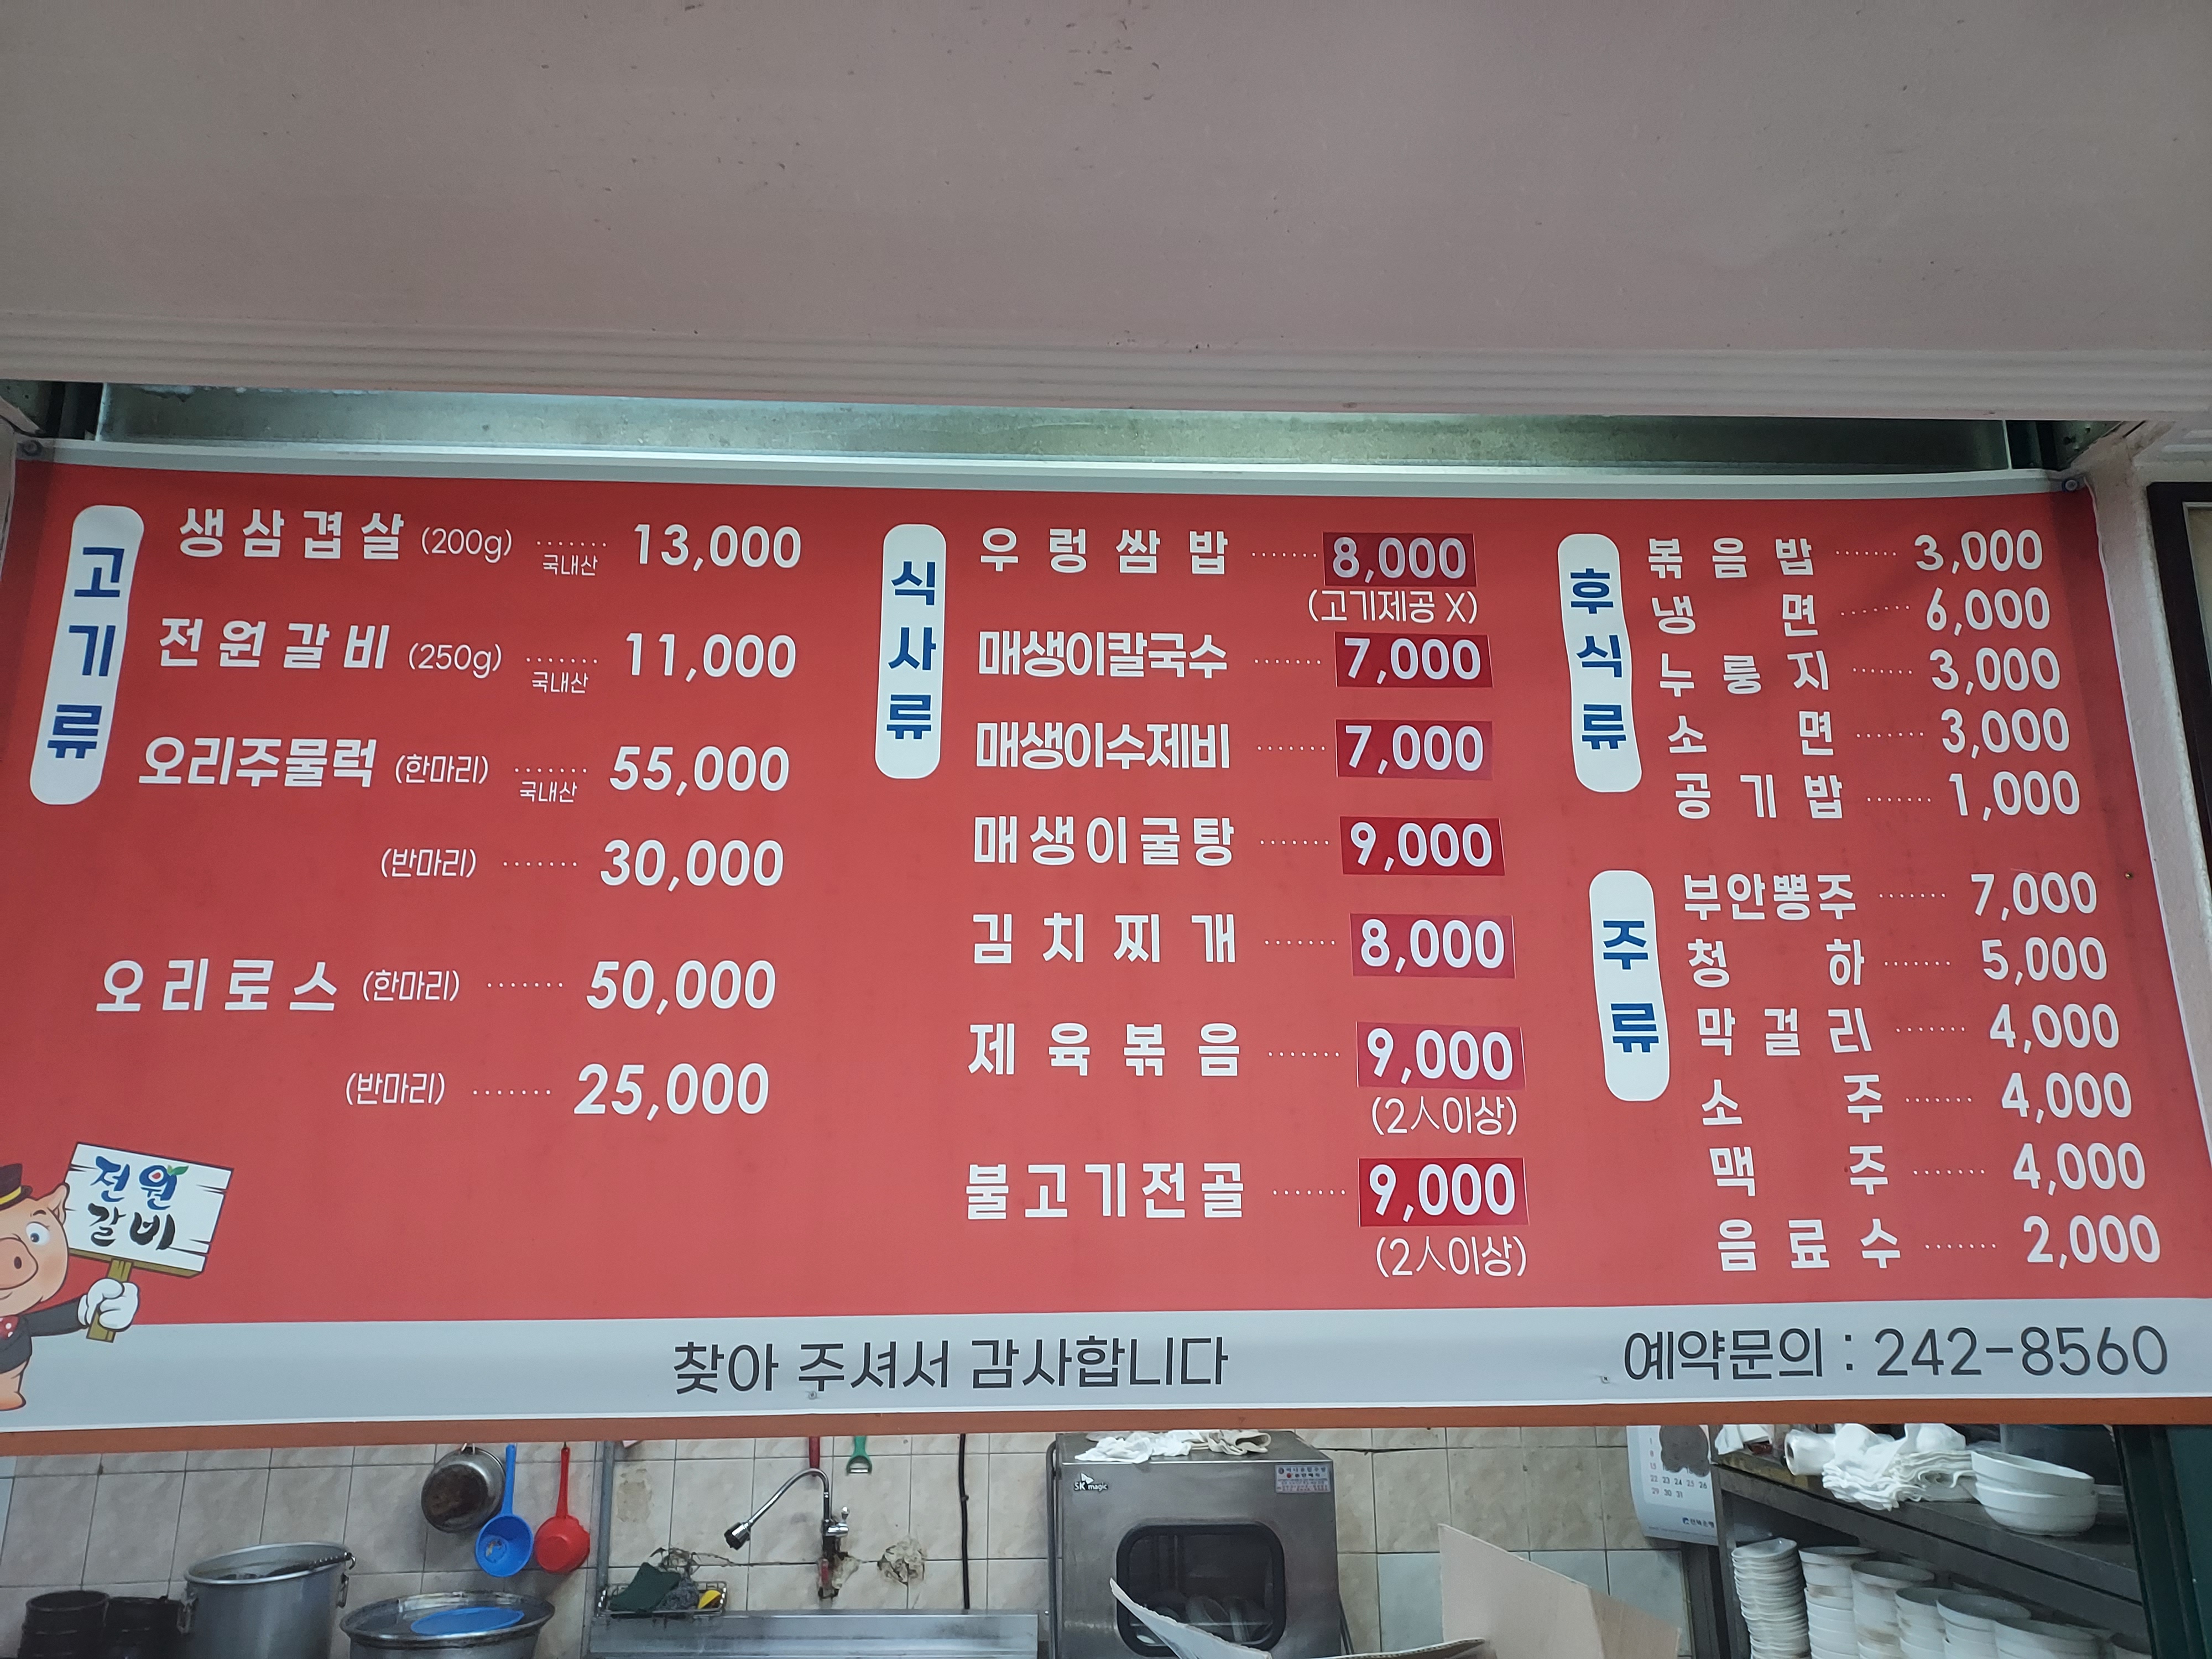 고기류
생삼겹살 (200g) ······· 국내산 13,000
전원갈비 (250g) ······· 국내산 11,000
오리주물럭 (한마리) ······· 국내산 55,000
(반마리) ······· 30,000
오리로스 (한마리) ······· 50,000
(반마리) ······· 25,000
전원
갈비
식사류
우렁쌈밥 ······· 8,000
(고기제공 X)
매생이칼국수 ······· 7,000
매생이수제비 ······· 7,000
매생이굴탕 ······· 9,000
김치찌개 ······· 8,000
제육볶음 ······· 9,000
(2人이상)
불고기전골 ······· 9,000
(2人이상)
후식류
볶음밥 ······· 3,000
냉면 ······· 6,000
누룽지 ······· 3,000
소면 ······· 3,000
공기밥 ······· 1,000
주류
부안뽕주 ······· 7,000
청하 ······· 5,000
막걸리 ······· 4,000
소주 ······· 4,000
맥주 ······· 4,000
음료수 ······· 2,000
찾아 주셔서 감사합니다
예약문의 : 242-8560
SK magic
22 23 24 25 26
29 30 31